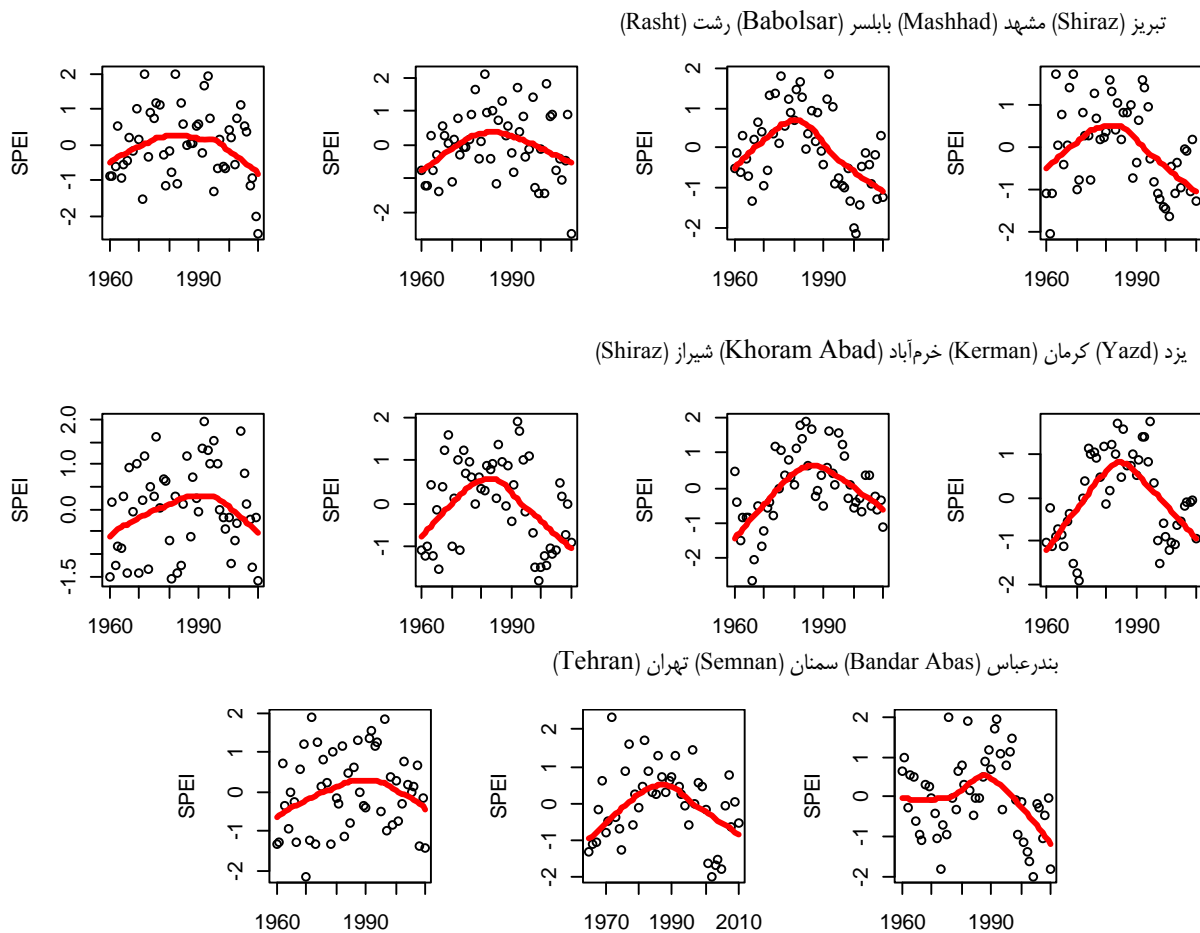 تبریز (Shiraz) مشهد (Mashhad) بابلسر (Babolsar) رشت (Rasht)
SPEI 2 1 0 -1 -2 1960 1990
SPEI 2 1 0 -1 -2 1960 1990
SPEI 2 1 0 -1 -2 1960 1990
SPEI 1 0 -1 -2 1960 1990
یزد (Yazd) کرمان (Kerman) خرم‌آباد (Khoram Abad) شیراز (Shiraz)
SPEI 2.0 1.0 0.0 -1.5 1960 1990
SPEI 2 1 0 -1 1960 1990
SPEI 2 1 0 -1 -2 1960 1990
SPEI 1 0 -1 -2 1960 1990
بندرعباس (Bandar Abas) سمنان (Semnan) تهران (Tehran)
SPEI 2 1 0 -1 -2 1960 1990
SPEI 2 1 0 -1 -2 1970 1990 2010
SPEI 2 1 0 -1 -2 1960 1990